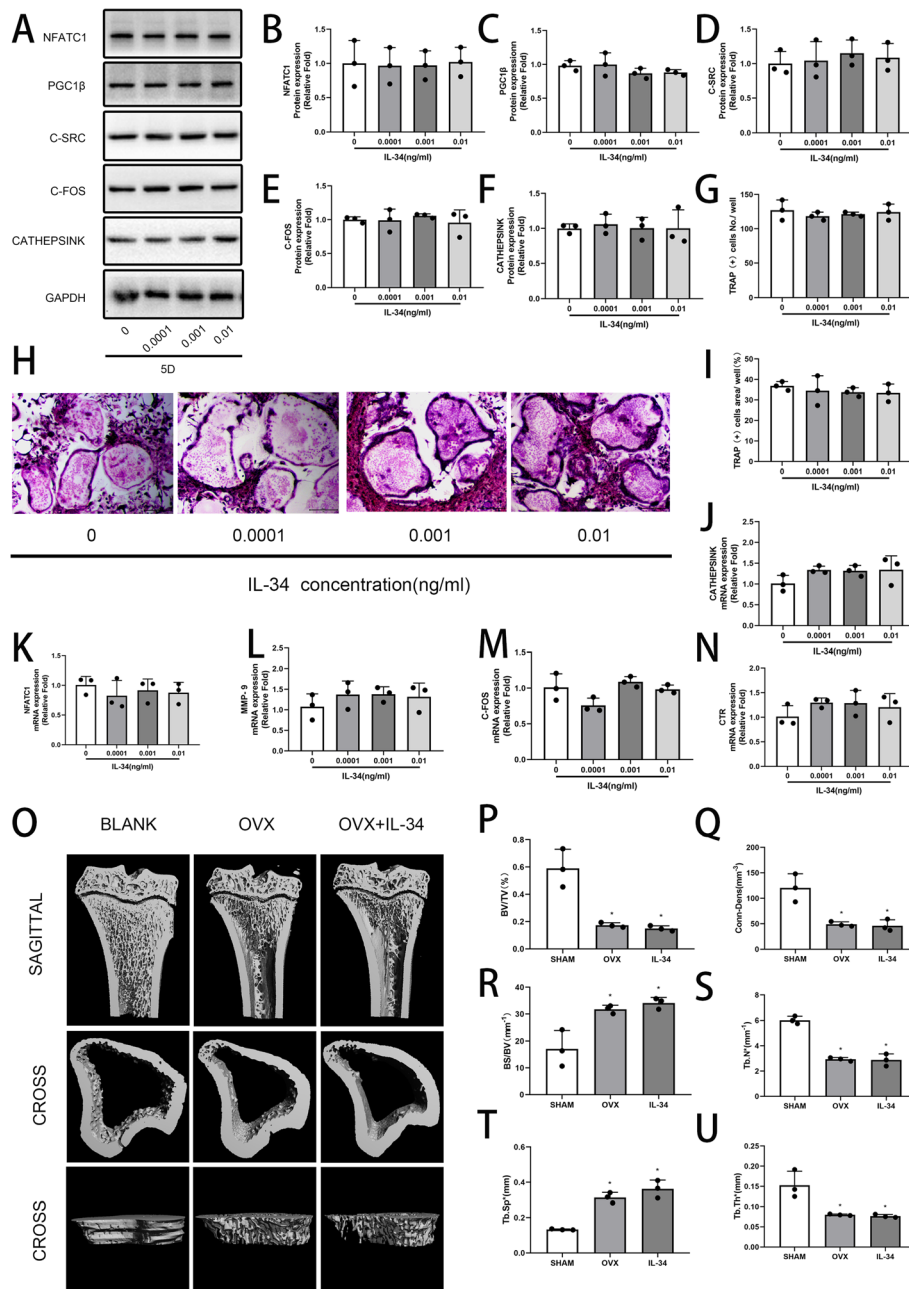 A
NFATC1
PGC1β
C-SRC
C-FOS
CATHEPSINK
GAPDH
0
0.0001
0.001
0.01
5D
B
NFATC1
Protein expression
(Relative Fold)
1.5
1.0
0.5
0.0
0
0.0001
0.001
0.01
IL-34(ng/ml)
C
PGC1β
Protein expressionn
(Relative Fold)
1.5
1.0
0.5
0.0
0
0.0001
0.001
0.01
IL-34(ng/ml)
D
C-SRC
Protein expression
(Relative Fold)
1.5
1.0
0.5
0.0
0
0.0001
0.001
0.01
IL-34(ng/ml)
E
C-FOS
Protein expression
(Relative Fold)
1.5
1.0
0.5
0.0
0
0.0001
0.001
0.01
IL-34(ng/ml)
F
CATHEPSINK
Protein expression
(Relative Fold)
1.5
1.0
0.5
0.0
0
0.0001
0.001
0.01
IL-34(ng/ml)
G
TRAP（+）cells No./ well
150
100
50
0
0
0.0001
0.001
0.01
IL-34(ng/ml)
H
0
0.0001
0.001
0.01
IL-34 concentration(ng/ml)
I
TRAP（+）cells area/ well(%)
60
50
40
30
20
10
0
0
0.0001
0.001
0.01
IL-34(ng/ml)
J
CATHEPSINK
mRNA expression
(Relative Fold)
2.0
1.5
1.0
0.5
0.0
0
0.0001
0.001
0.01
IL-34(ng/ml)
K
NFATC1
mRNA expression
(Relative Fold)
1.5
1.0
0.5
0.0
0
0.0001
0.001
0.01
IL-34(ng/ml)
L
MMP- 9
mRNA expression
(Relative Fold)
2.0
1.5
1.0
0.5
0.0
0
0.0001
0.001
0.01
IL-34(ng/ml)
M
C-FOS
mRNA expression
(Relative Fold)
1.5
1.0
0.5
0.0
0
0.0001
0.001
0.01
IL-34(ng/ml)
N
CTR
mRNA expression
(Relative Fold)
2.0
1.5
1.0
0.5
0.0
0
0.0001
0.001
0.01
IL-34(ng/ml)
O
BLANK
OVX
OVX+IL-34
SAGITTAL
CROSS
CROSS
P
BV/TV(%)
0.8
0.6
0.4
0.2
0.0
*
*
SHAM
OVX
IL-34
Q
Conn-Dens(mm-3)
200
150
100
50
0
*
*
SHAM
OVX
IL-34
R
BS/BV(mm-1)
40
30
20
10
0
*
*
SHAM
OVX
IL-34
S
Tb.N*(mm-1)
8
6
4
2
0
*
*
SHAM
OVX
IL-34
T
Tb.Sp*(mm)
0.6
0.4
0.2
0.0
*
*
SHAM
OVX
IL-34
U
Tb.Th*(mm)
0.20
0.15
0.10
0.05
0.00
*
*
SHAM
OVX
IL-34